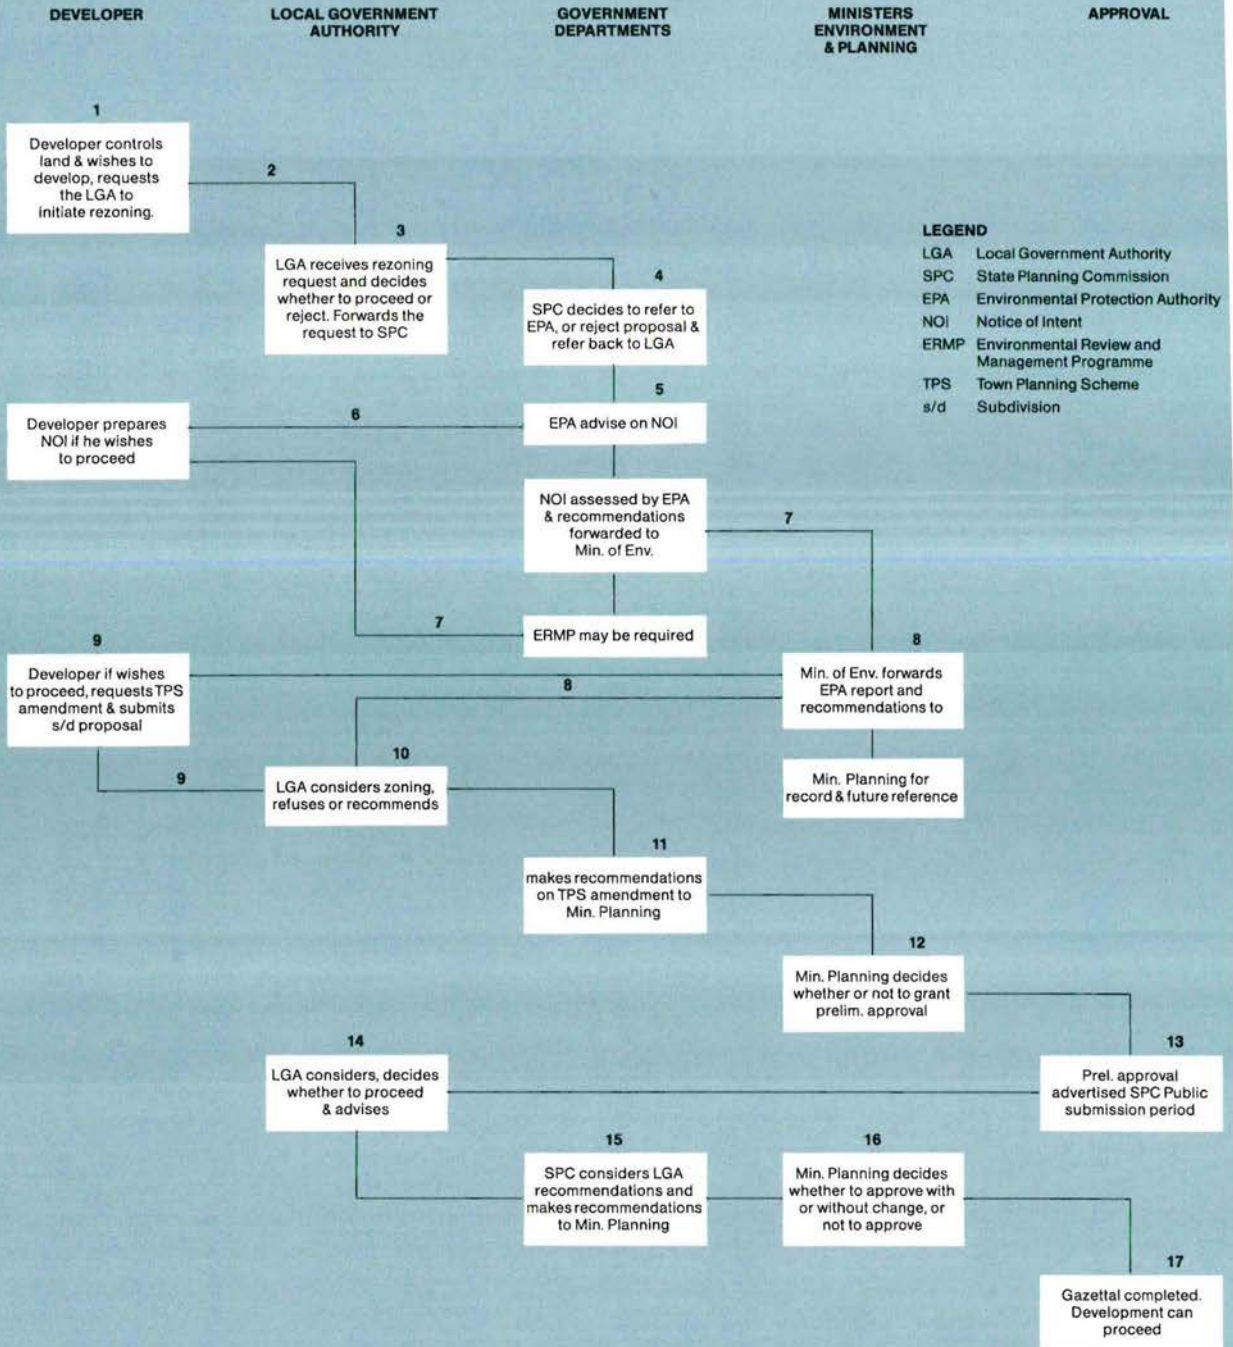 DEVELOPER
LOCAL GOVERNMENT
AUTHORITY
GOVERNMENT
DEPARTMENTS
MINISTERS
ENVIRONMENT
& PLANNING
APPROVAL
1
Developer controls
land & wishes to
develop, requests
the LGA to
initiate rezoning.
2
3
LGA receives rezoning
request and decides
whether to proceed or
reject. Forwards the
request to SPC
4
SPC decides to refer to
EPA, or reject proposal &
refer back to LGA
LEGEND
LGA Local Government Authority
SPC State Planning Commission
EPA Environmental Protection Authority
NOI Notice of Intent
ERMP Environmental Review and
Management Programme
TPS Town Planning Scheme
s/d Subdivision
5
EPA advise on NOI
6
Developer prepares
NOI if he wishes
to proceed
NOI assessed by EPA
& recommendations
forwarded to
Min. of Env.
7
7
ERMP may be required
8
Min. of Env. forwards
EPA report and
recommendations to
8
9
Developer if wishes
to proceed, requests TPS
amendment & submits
s/d proposal
9
10
LGA considers zoning,
refuses or recommends
Min. Planning for
record & future reference
11
makes recommendations
on TPS amendment to
Min. Planning
12
Min. Planning decides
whether or not to grant
prelim. approval
13
Prel. approval
advertised SPC Public
submission period
14
LGA considers, decides
whether to proceed
& advises
15
SPC considers LGA
recommendations and
makes recommendations
to Min. Planning
16
Min. Planning decides
whether to approve with
or without change, or
not to approve
17
Gazettal completed.
Development can
proceed